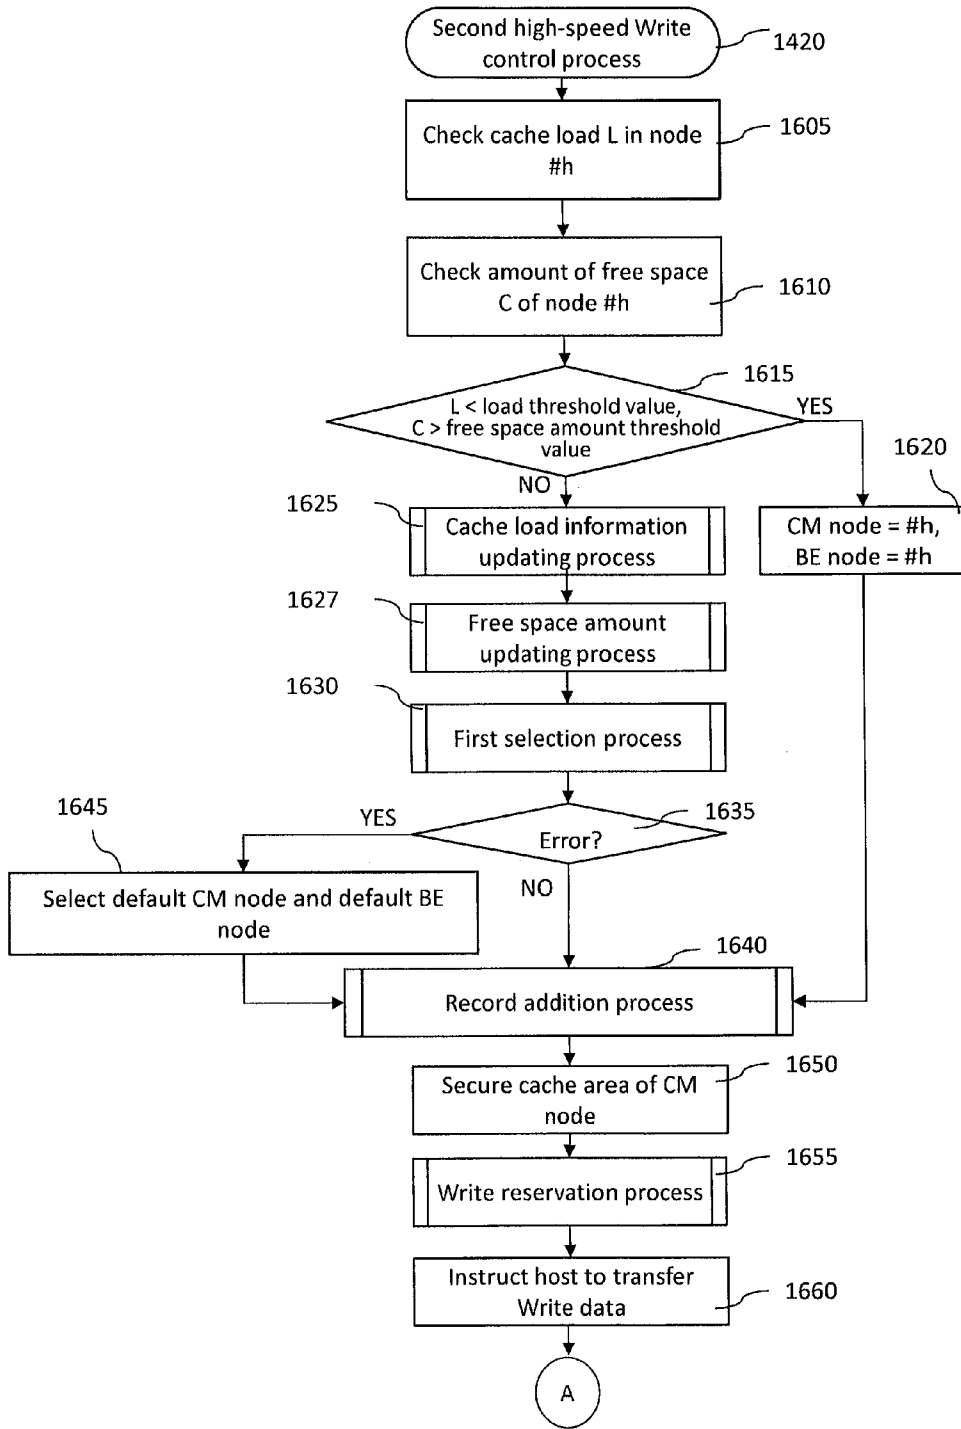 Second high-speed Write
control process
1420
Check cache load L in node
#h
1605
Check amount of free space
C of node #h
1610
1615
L < load threshold value,
C > free space amount threshold
value
YES
NO
1620
CM node = #h,
BE node = #h
1625
Cache load information
updating process
1627
Free space amount
updating process
1630
First selection process
1635
Error?
YES
NO
1645
Select default CM node and default BE
node
1640
Record addition process
1650
Secure cache area of CM
node
1655
Write reservation process
Instruct host to transfer
Write data
1660
A